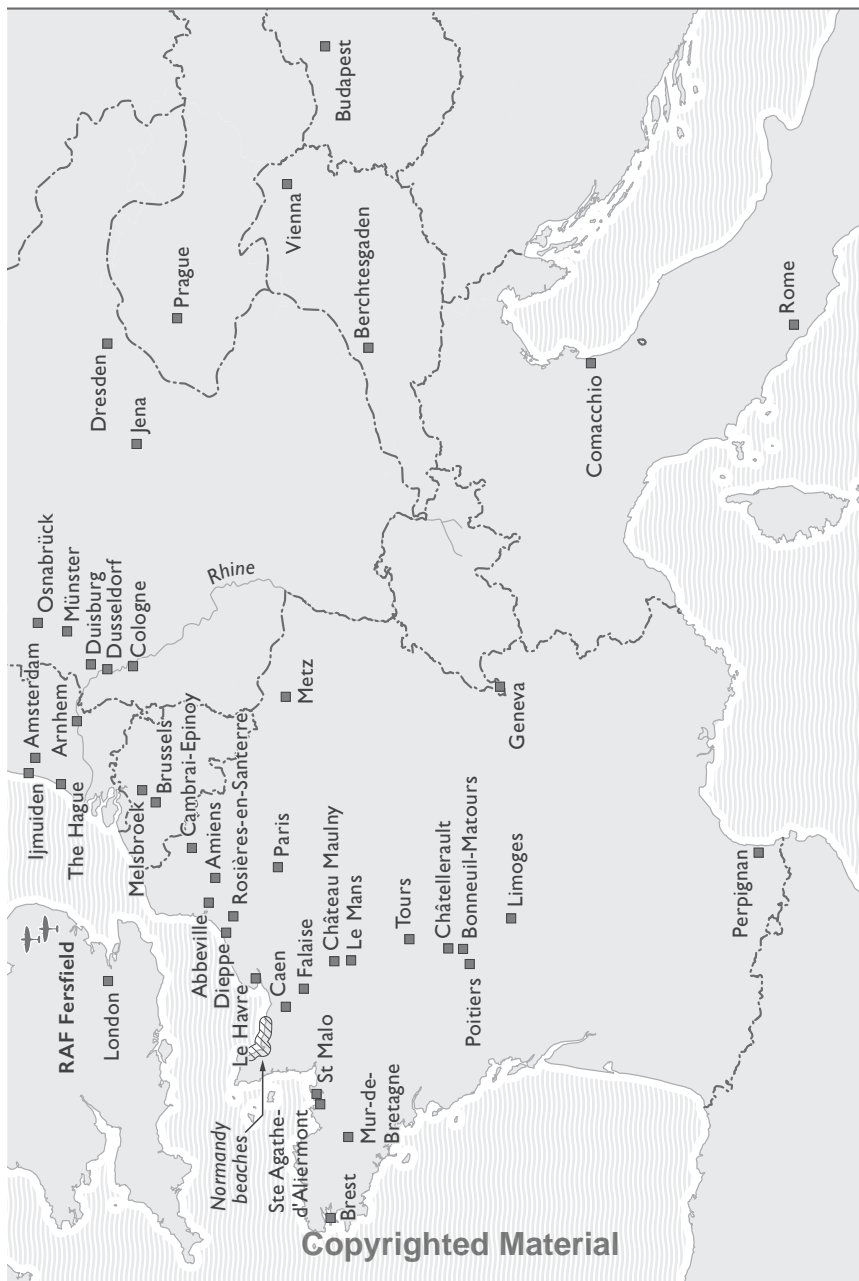 RAF Fersfield
London
Ijmuiden
Amsterdam
The Hague
Arnhem
Osnabrück
Münster
Duisburg
Dusseldorf
Cologne
Rhine
Melsbroek
Brussels
Cambrai-Epinoy
Abbeville
Amiens
Dieppe
Rosières-en-Santerre
Le Havre
Caen
Falaise
Paris
Metz
Normandy
beaches
Ste Agathe-
d'Aliermont
St Malo
Château Maulny
Le Mans
Brest
Mur-de-
Bretagne
Tours
Châtellerault
Bonneuil-Matours
Poitiers
Limoges
Geneva
Perpignan
Dresden
Jena
Prague
Vienna
Budapest
Berchtesgaden
Comacchio
Rome
Copyrighted Material